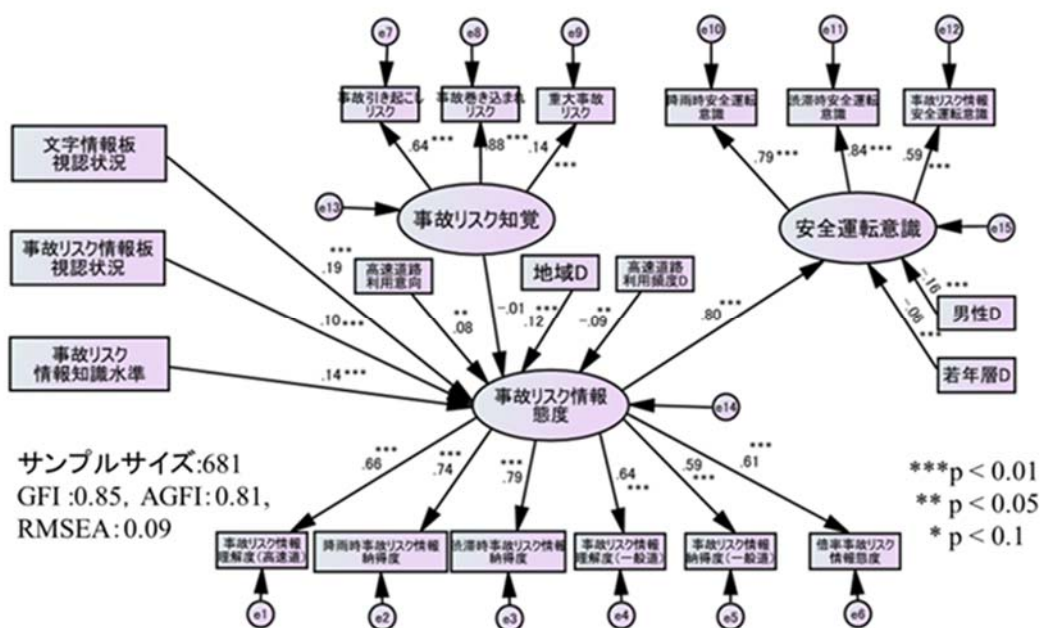 e7
e8
e9
e10
e11
e12
事故引き起こし
リスク
事故巻き込まれ
リスク
重大事故
リスク
降雨時安全運転
意識
渋滞時安全運転
意識
事故リスク情報
安全運転意識
.64 ***
.88 ***
.14
***
.79 ***
.84 ***
.59
***
文字情報板
視認状況
e13
事故リスク知覚
安全運転意識
e15
事故リスク情報板
視認状況
***
.19
高速道路
利用意向
地域D
高速道路
利用頻度D
-.16 ***
男性D
-.06 ***
若年層D
.10 ***
**
.08
-.01
.12 ***
-.09 **
.80 ***
事故リスク
情報知識水準
.14 ***
事故リスク情報
態度
e14
サンプルサイズ:681
GFI :0.85, AGFI: 0.81,
RMSEA: 0.09
.66 ***
.74 ***
.79 ***
.64 ***
.59 ***
.61 ***
***p < 0.01
** p < 0.05
* p < 0.1
事故リスク情報
理解度(高速道)
降雨時事故リスク情報
納得度
渋滞時事故リスク情報
納得度
事故リスク情報
理解度(一般道)
事故リスク情報
納得度(一般道)
倍率事故リスク
情報態度
e1
e2
e3
e4
e5
e6